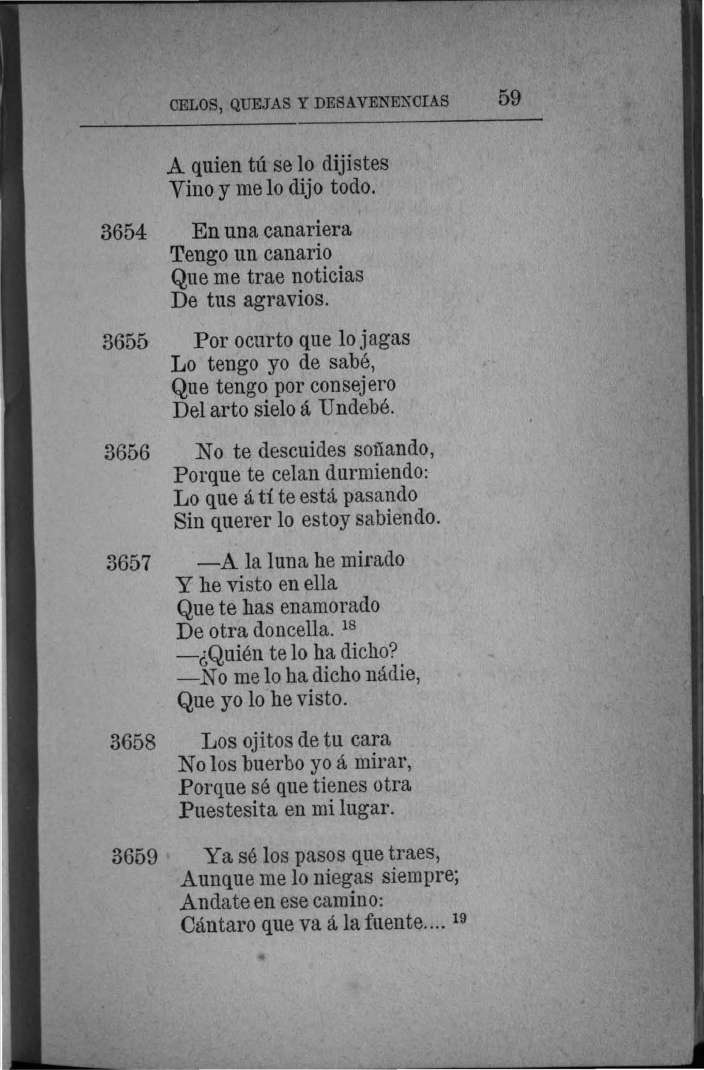 CELOS, QUEJAS Y DESAVENENCIAS 59
A quien tú se lo dijistes
Vino y me lo dijo todo.
3654 En una canariera
Tengo un canario
Que me trae noticias
De tus agravios.
3655 Por ocurto que lo jagas
Lo tengo yo de sabé,
Que tengo por consejero
Del arto sielo á Undebé.
3656 No te descuides soñando,
Porque te celan durmiendo:
Lo que á tí te está pasando
Sin querer lo estoy sabiendo.
3657 —A la luna he mirado
Y he visto en ella
Que te has enamorado
De otra doncella. 18
—¿Quién te lo ha dicho?
—No me lo ha dicho nádie,
Que yo lo he visto.
3658 Los ojitos de tu cara
No los buerbo yo á mirar,
Porque sé que tienes otra
Puestesita en mi lugar.
3659 Ya sé los pasos que traes,
Aunque me lo niegas siempre;
Andate en ese camino:
Cántaro que va á la fuente.... 19